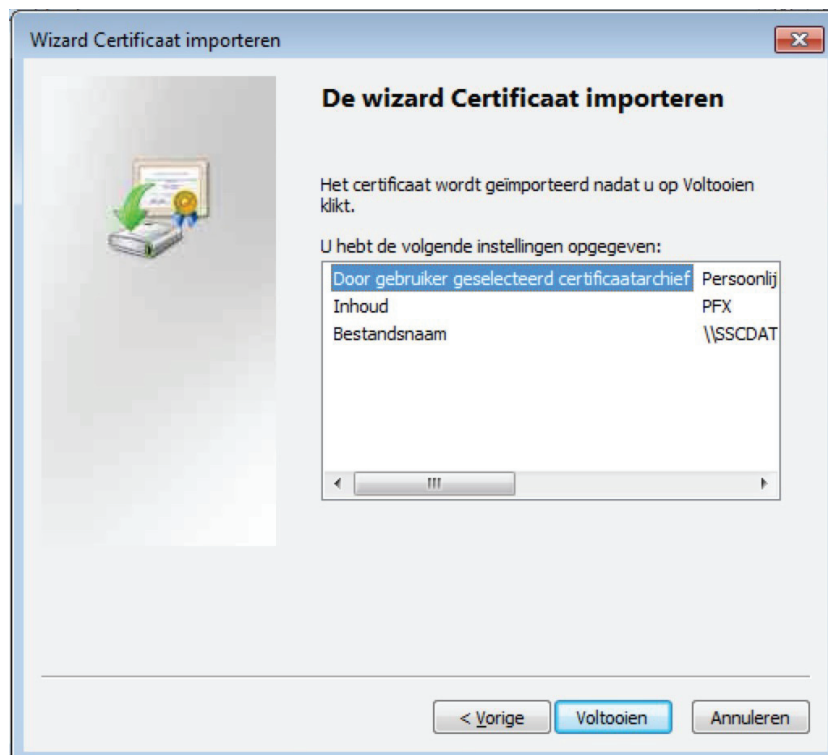 Wizard Certificaat importeren
De wizard Certificaat importeren
Het certificaat wordt geïmporteerd nadat u op Voltooien
klikt.
U hebt de volgende instellingen opgegeven:
Door gebruiker geselecteerd certificaatarchief Persoonlij
Inhoud PFX
Bestandsnaam \\SSCDAT
< Vorige Voltooien Annuleren